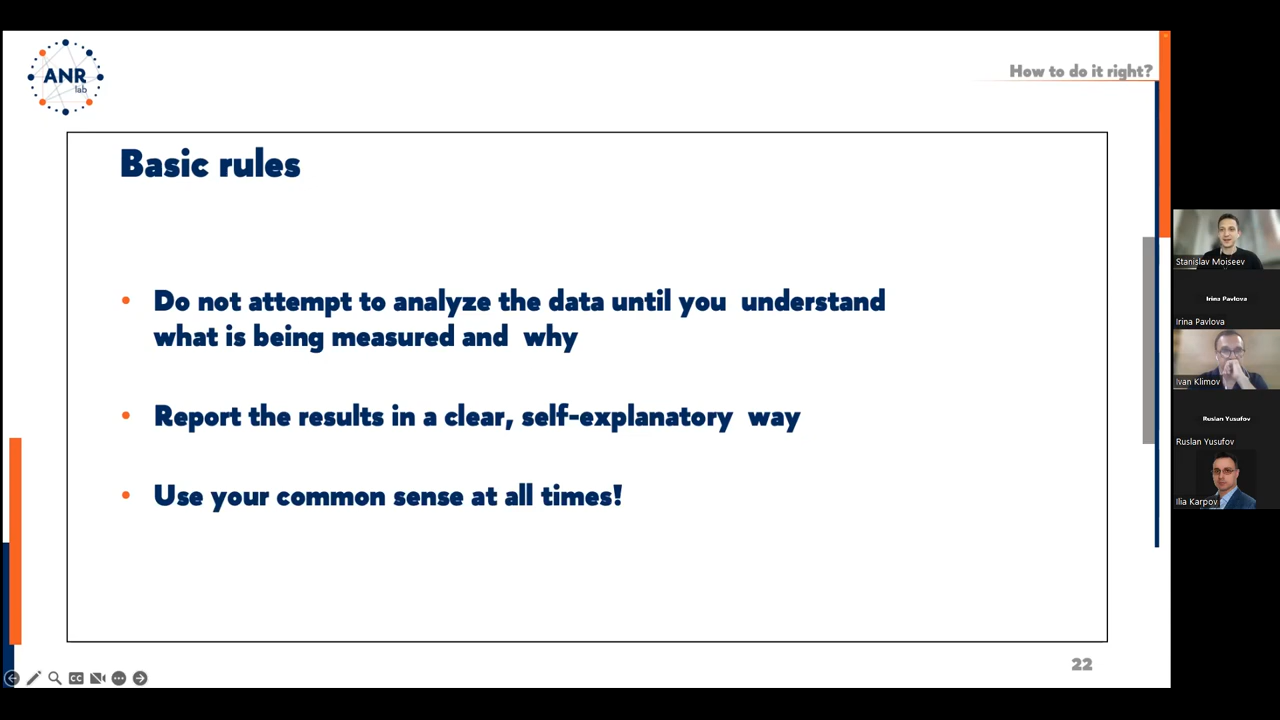 ANR
lab
How to do it right?
Basic rules
• Do not attempt to analyze the data until you understand
what is being measured and why
• Report the results in a clear, self-explanatory way
• Use your common sense at all times!
22
CC
Stanislav Moiseev
Irina Pavlova
Irina Pavlova
Ivan Klimov
Ruslan Yusufov
Ruslan Yusufov
Ilia Karpov